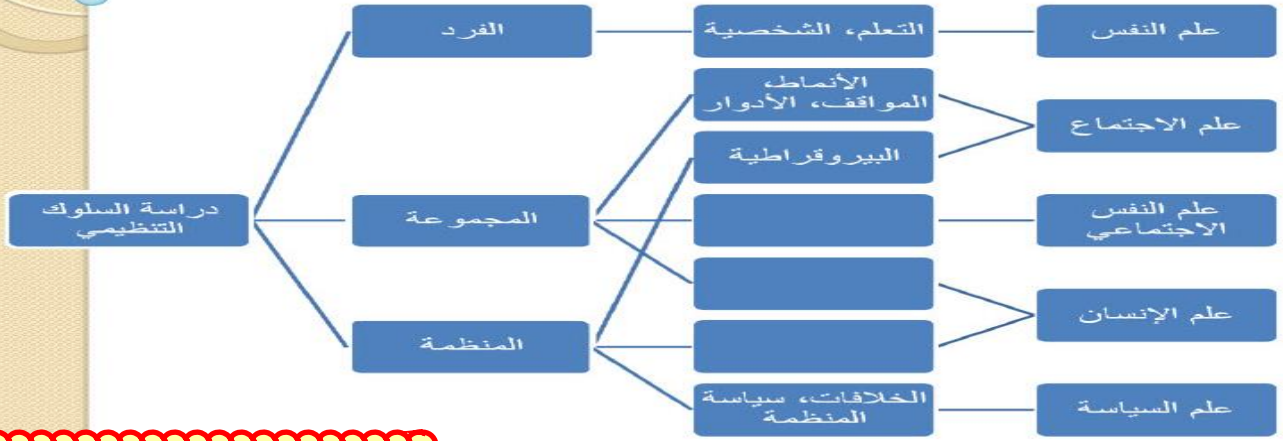 علم النفس
التعلم، الشخصية
الفرد
الأنماط،
المواقف، الأدوار
علم الاجتماع
البيروقراطية
دراسة السلوك
التنظيمي
المجموعة
علم النفس
الاجتماعي
علم الإنسان
المنظمة
الخلافات، سياسة
المنظمة
علم السياسة